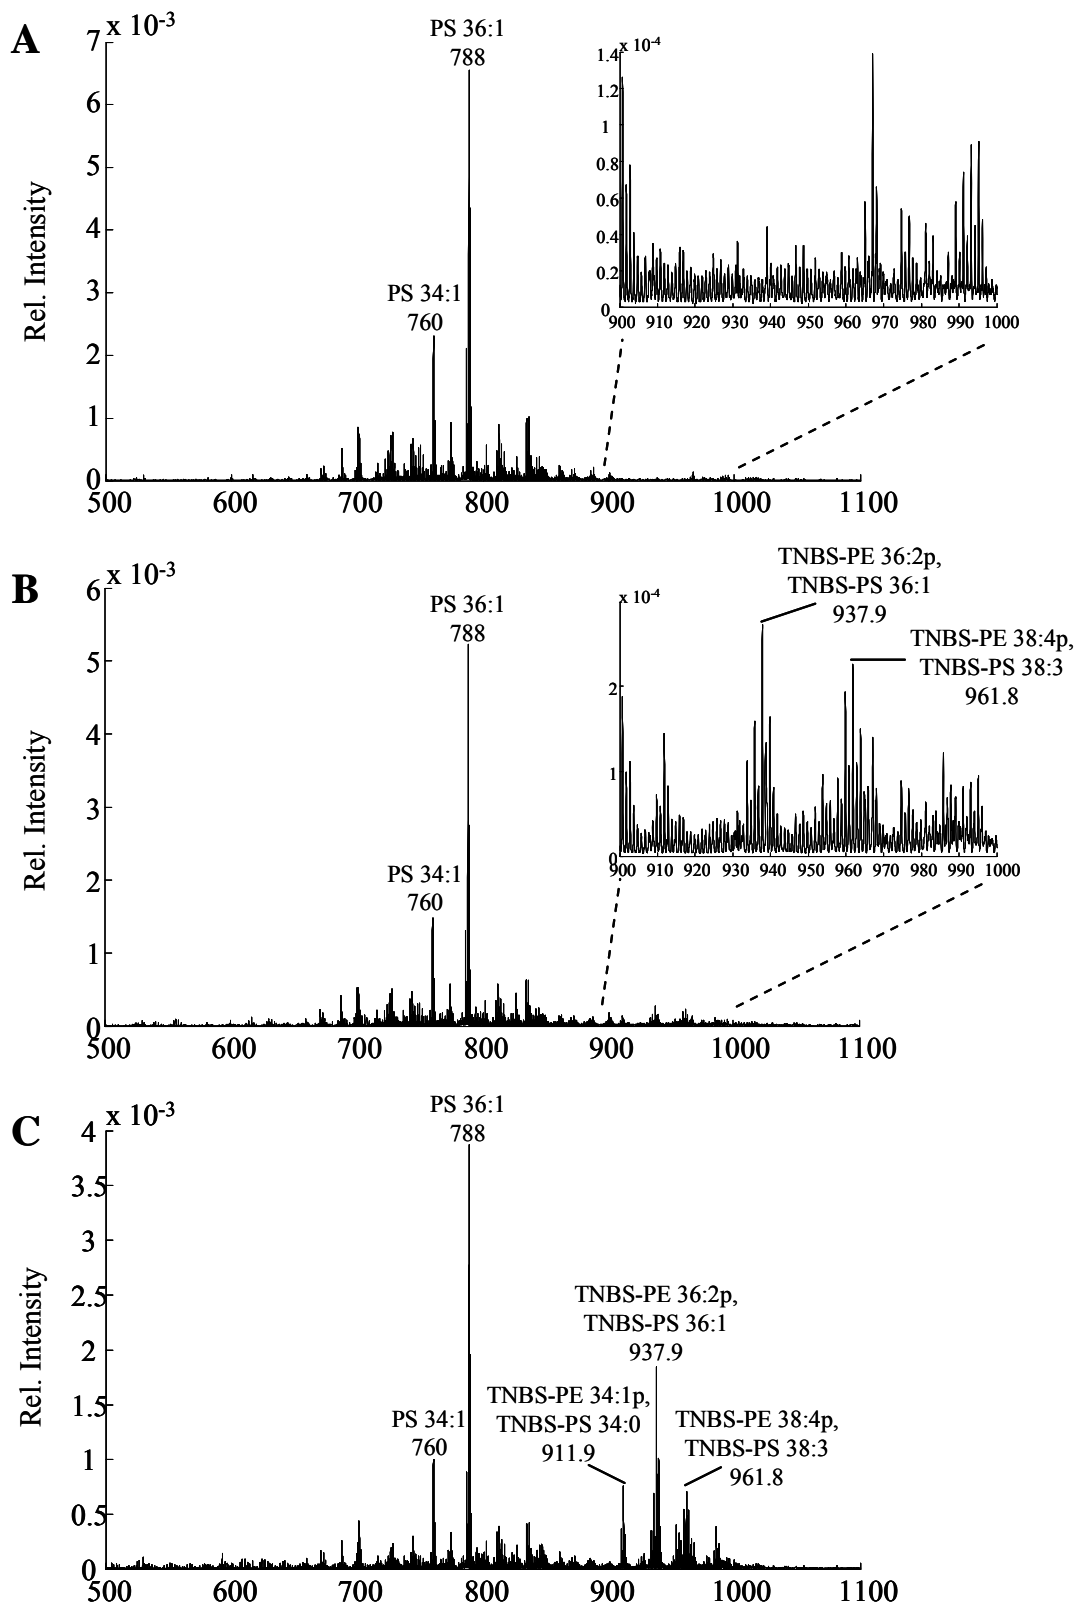 A
x 10-3
PS 36:1
788
PS 34:1
760
Rel. Intensity
7
6
5
4
3
2
1
0
500 600 700 800 900 1000 1100
x 10-4
1.4
1.2
1
0.8
0.6
0.4
0.2
0
900 910 920 930 940 950 960 970 980 990 1000
B
x 10-3
PS 36:1
788
PS 34:1
760
Rel. Intensity
6
5
4
3
2
1
0
500 600 700 800 900 1000 1100
TNBS-PE 36:2p,
TNBS-PS 36:1
937.9
TNBS-PE 38:4p,
TNBS-PS 38:3
961.8
x 10-4
2
1
0
900 910 920 930 940 950 960 970 980 990 1000
C
x 10-3
PS 36:1
788
PS 34:1
760
TNBS-PE 36:2p,
TNBS-PS 36:1
937.9
TNBS-PE 34:1p,
TNBS-PS 34:0
911.9
TNBS-PE 38:4p,
TNBS-PS 38:3
961.8
Rel. Intensity
4
3.5
3
2.5
2
1.5
1
0.5
0
500 600 700 800 900 1000 1100